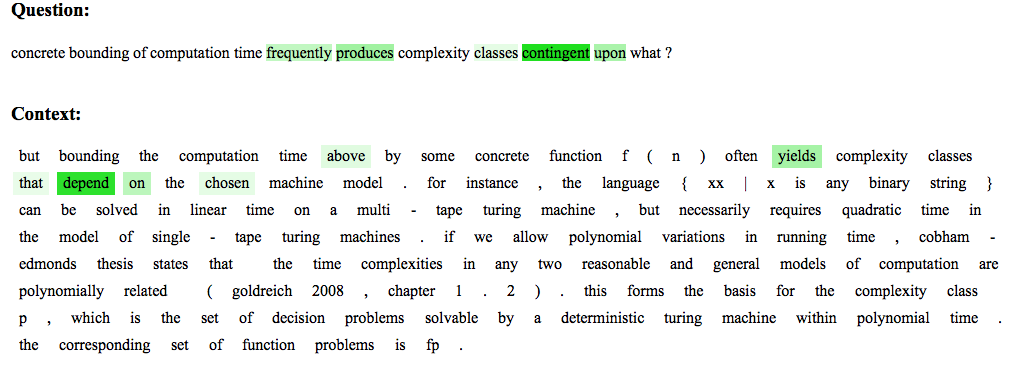 Question:
concrete bounding of computation time frequently produces complexity classes contingent upon what ?
Context:
but bounding the computation time above by some concrete function f ( n ) often yields complexity classes
that depend on the chosen machine model . for instance , the language { xx | x is any binary string }
can be solved in linear time on a multi - tape turing machine , but necessarily requires quadratic time in
the model of single - tape turing machines . if we allow polynomial variations in running time , cobham -
edmonds thesis states that the time complexities in any two reasonable and general models of computation are
polynomially related ( goldreich 2008 , chapter 1 . 2 ) . this forms the basis for the complexity class
p , which is the set of decision problems solvable by a deterministic turing machine within polynomial time .
the corresponding set of function problems is fp .